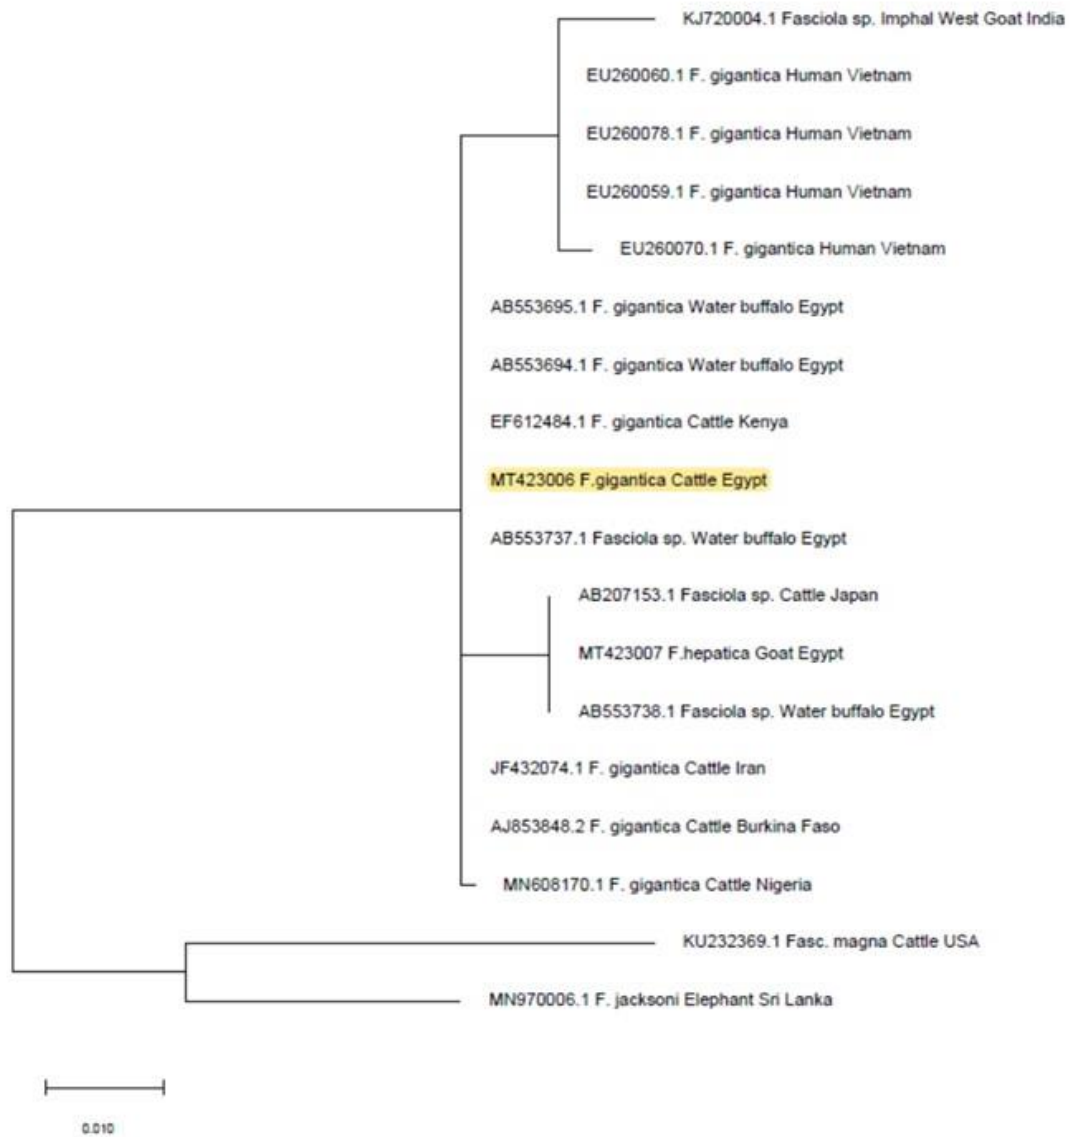 KJ720004.1 Fasciola sp. Imphal West Goat India
EU260060.1 F. gigantica Human Vietnam
EU260078.1 F. gigantica Human Vietnam
EU260059.1 F. gigantica Human Vietnam
EU260070.1 F. gigantica Human Vietnam
AB553695.1 F. gigantica Water buffalo Egypt
AB553694.1 F. gigantica Water buffalo Egypt
EF612484.1 F. gigantica Cattle Kenya
MT423006 F.gigantica Cattle Egypt
AB553737.1 Fasciola sp. Water buffalo Egypt
AB207153.1 Fasciola sp. Cattle Japan
MT423007 F.hepatica Goat Egypt
AB553738.1 Fasciola sp. Water buffalo Egypt
JF432074.1 F. gigantica Cattle Iran
AJ853848.2 F. gigantica Cattle Burkina Faso
MN608170.1 F. gigantica Cattle Nigeria
KU232369.1 Fasc. magna Cattle USA
MN970006.1 F. jacksoni Elephant Sri Lanka
0.010